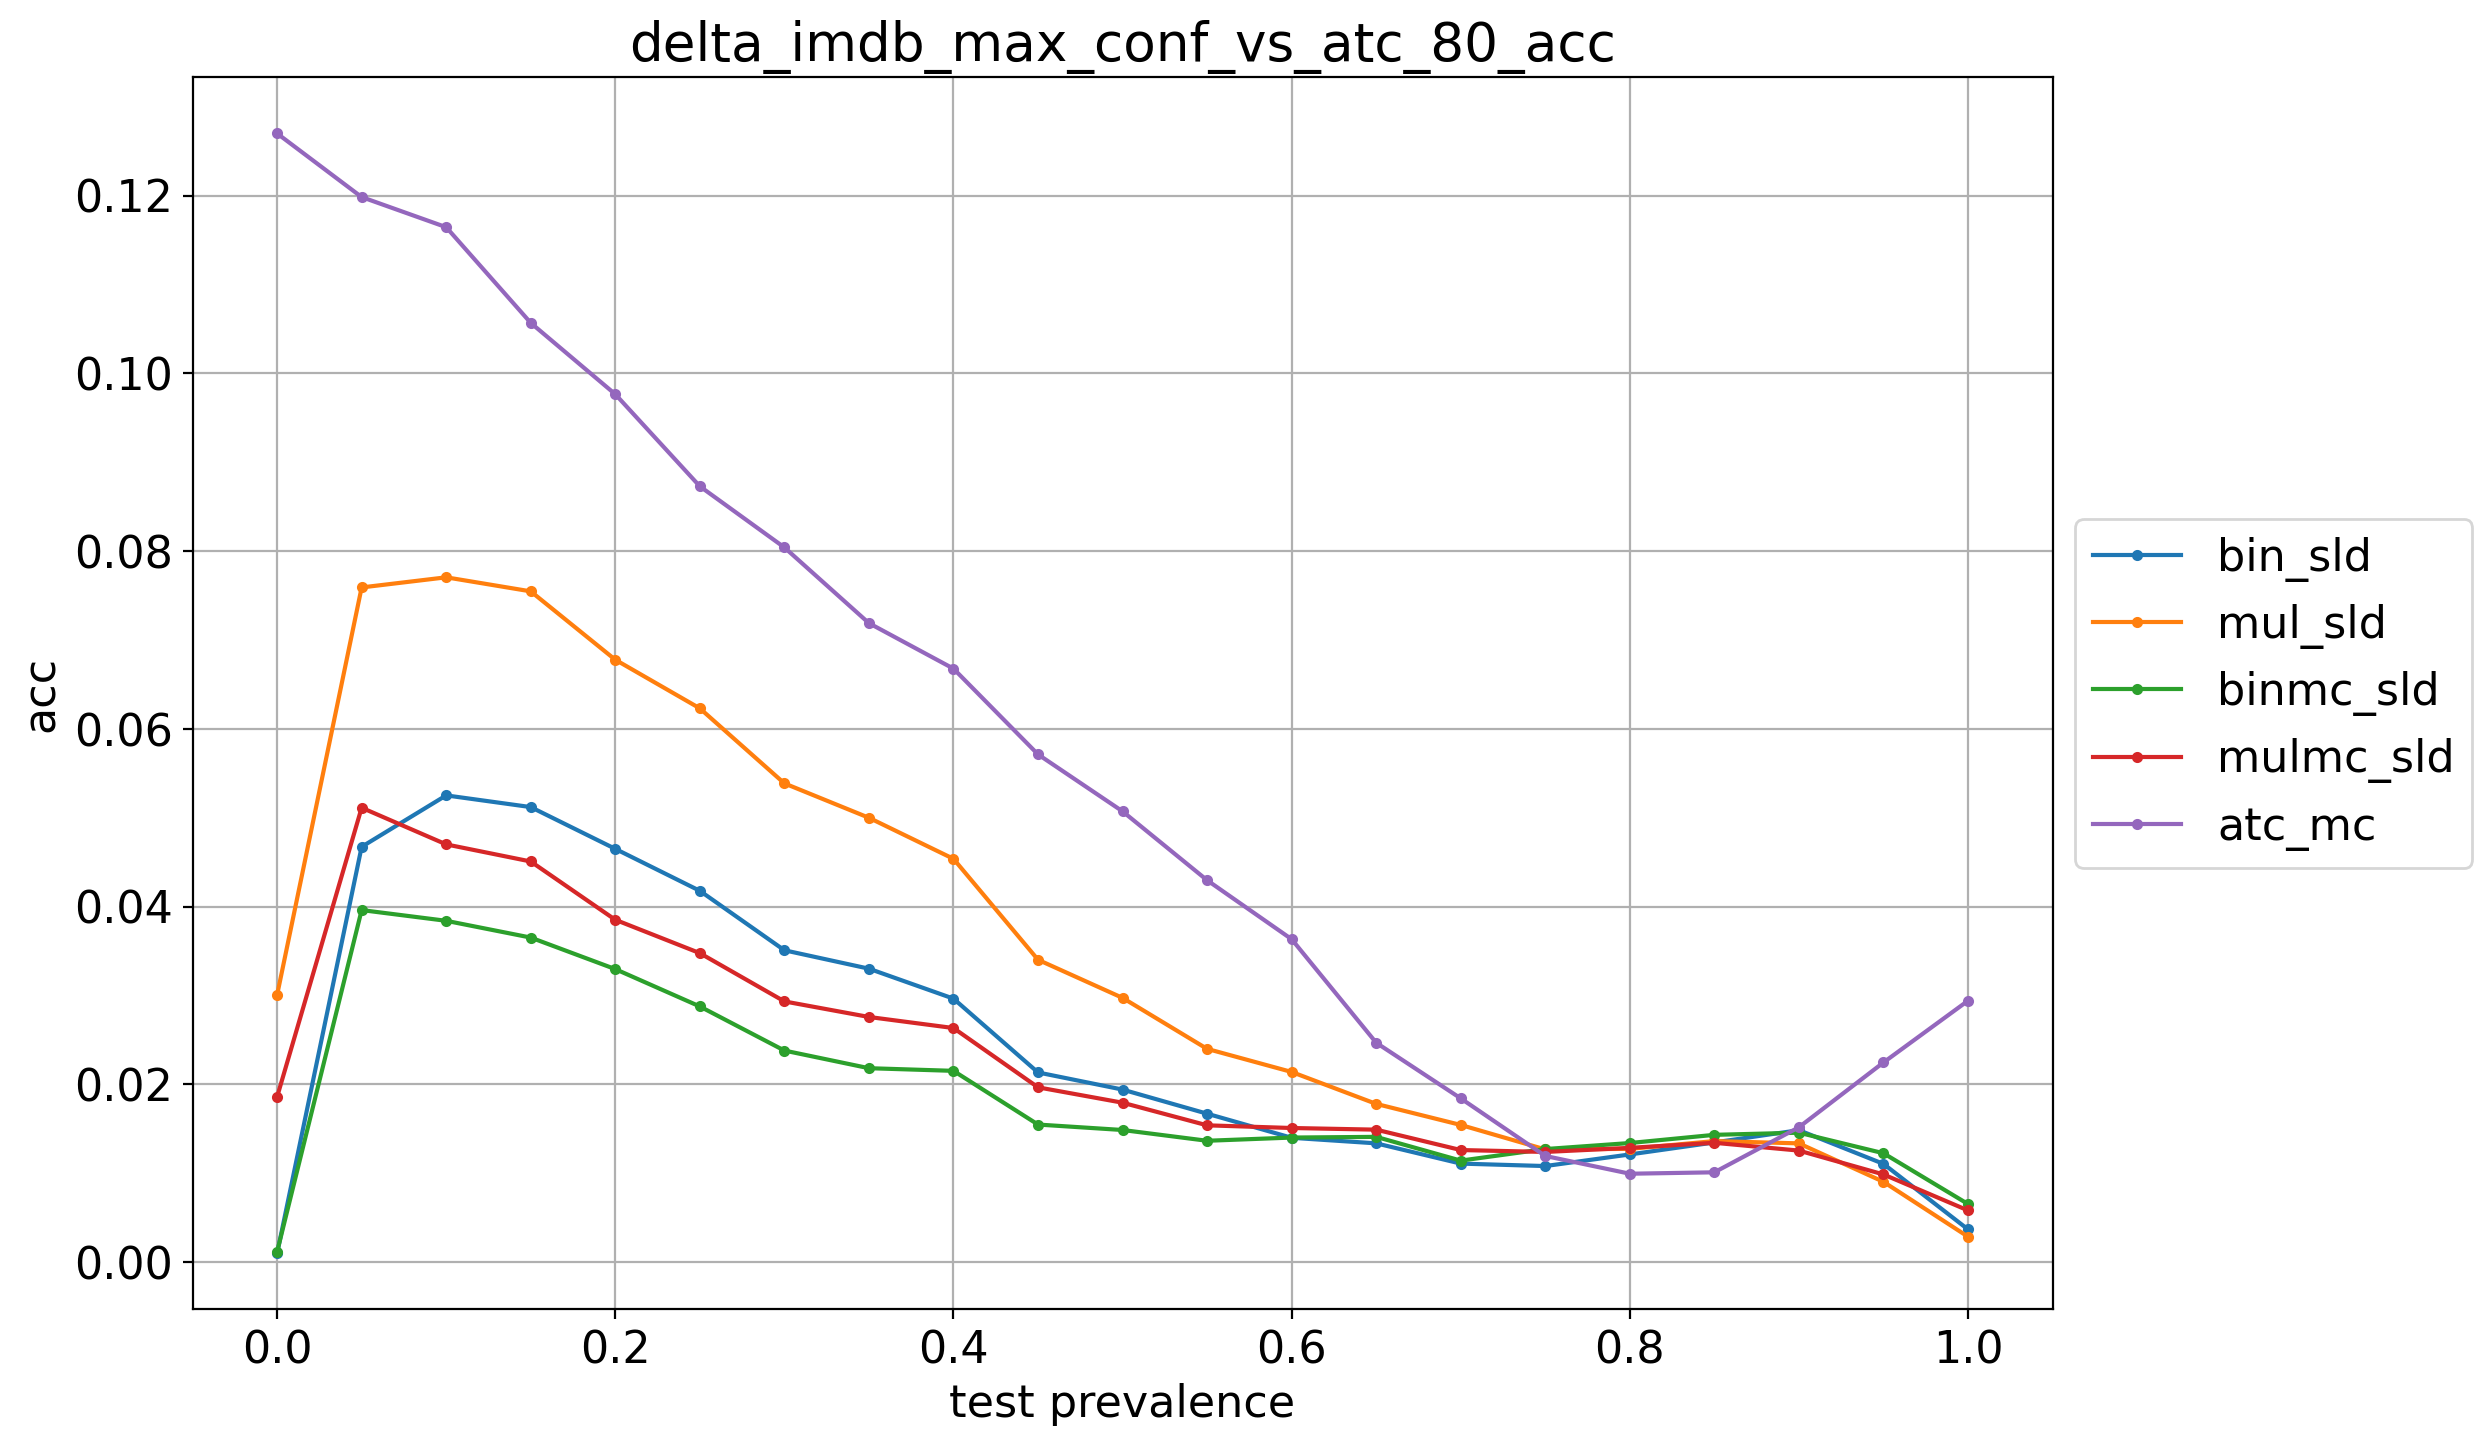 delta_imdb_max_conf_vs_atc_80_acc
0.12
0.10
0.08
0.06
0.04
0.02
0.00
acc
0.0 0.2 0.4 0.6 0.8 1.0
test prevalence
bin_sld
mul_sld
binmc_sld
mulmc_sld
atc_mc